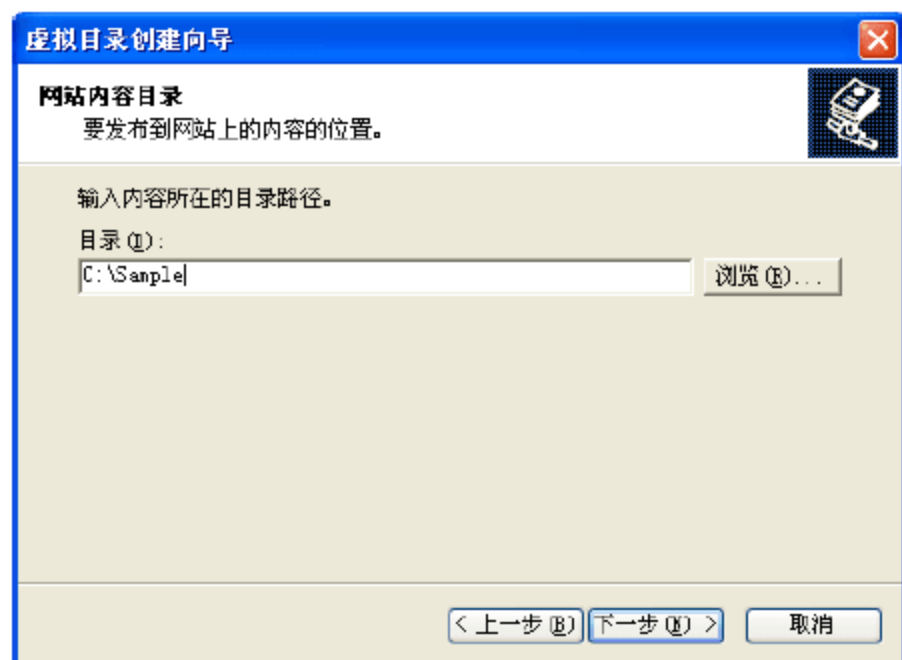 虚拟目录创建向导
网站内容目录
要发布到网站上的内容的位置。
输入内容所在的目录路径。
目录(I):
C:\Sample
浏览(R)...
< 上一步(B)
下一步(N) >
取消